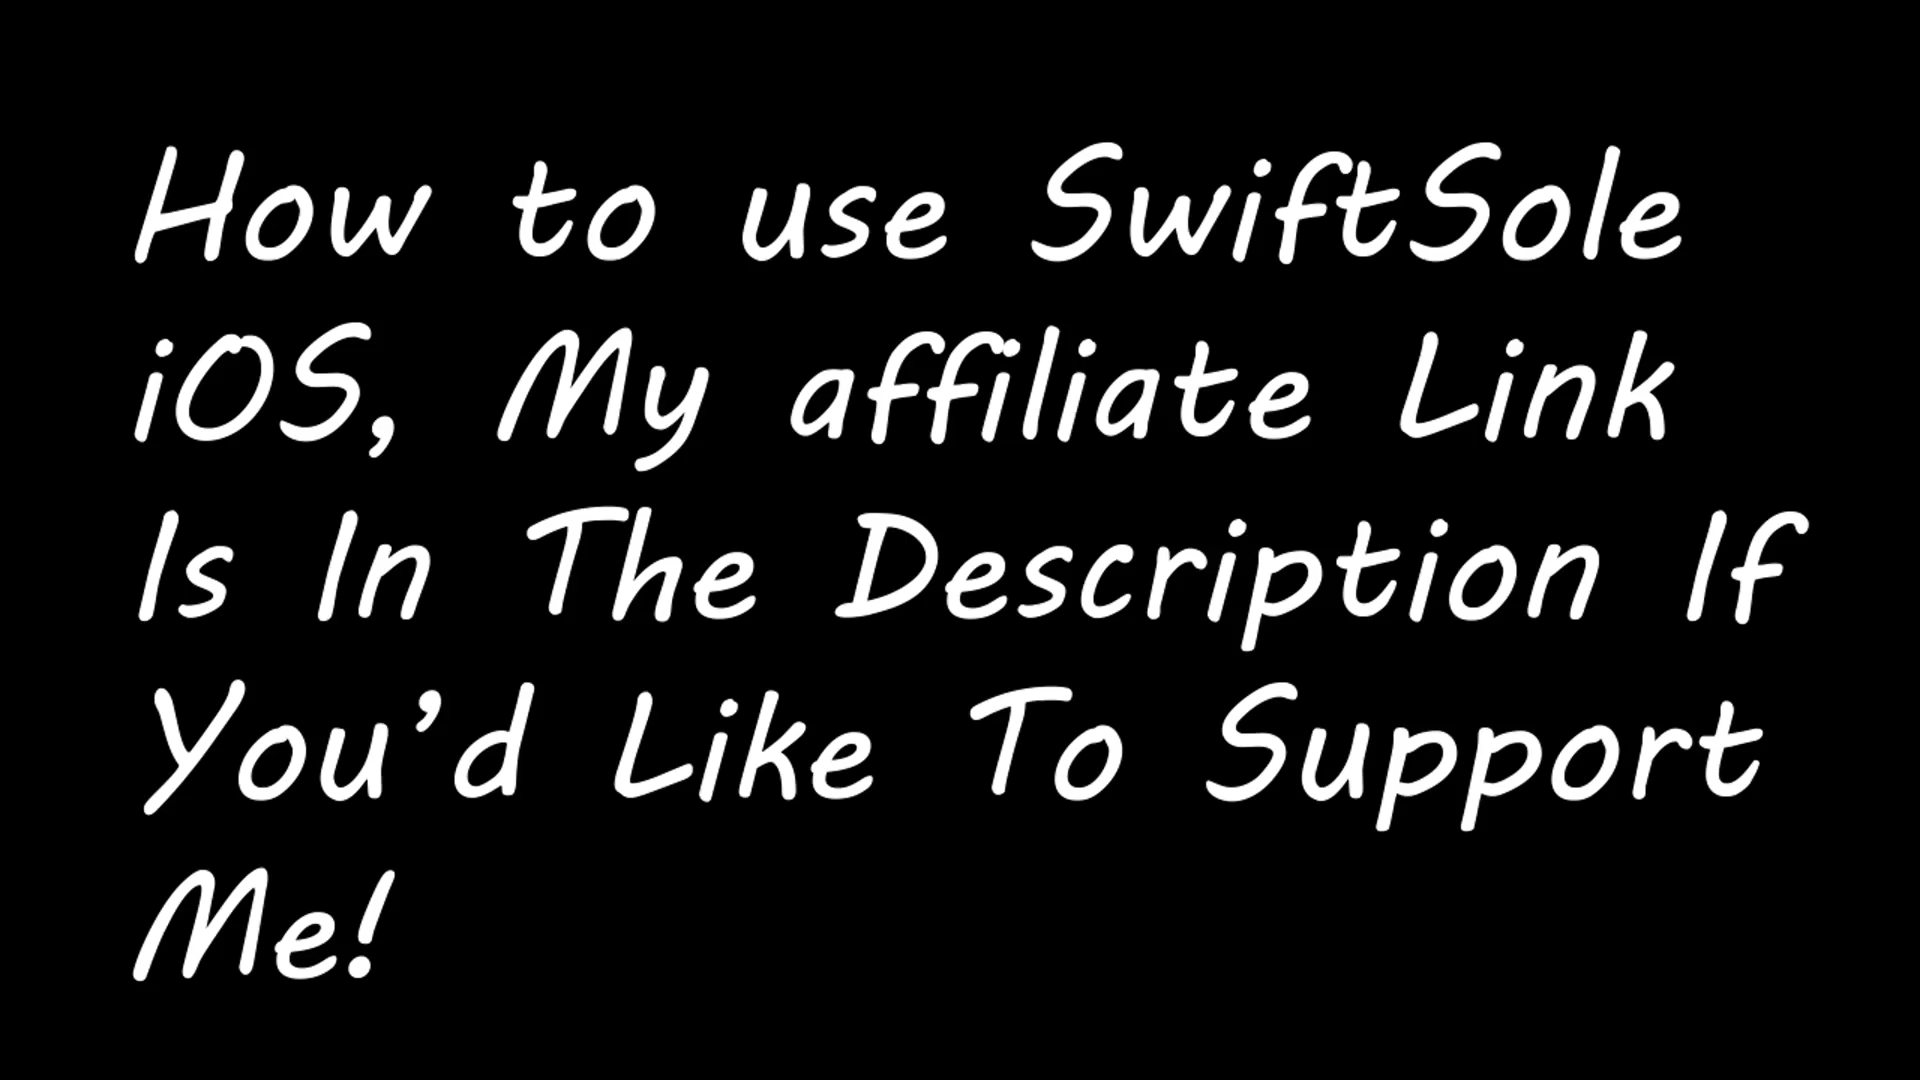 How to use SwiftSole
iOS, My affiliate Link
Is In The Description If
You’d Like To Support
Me!